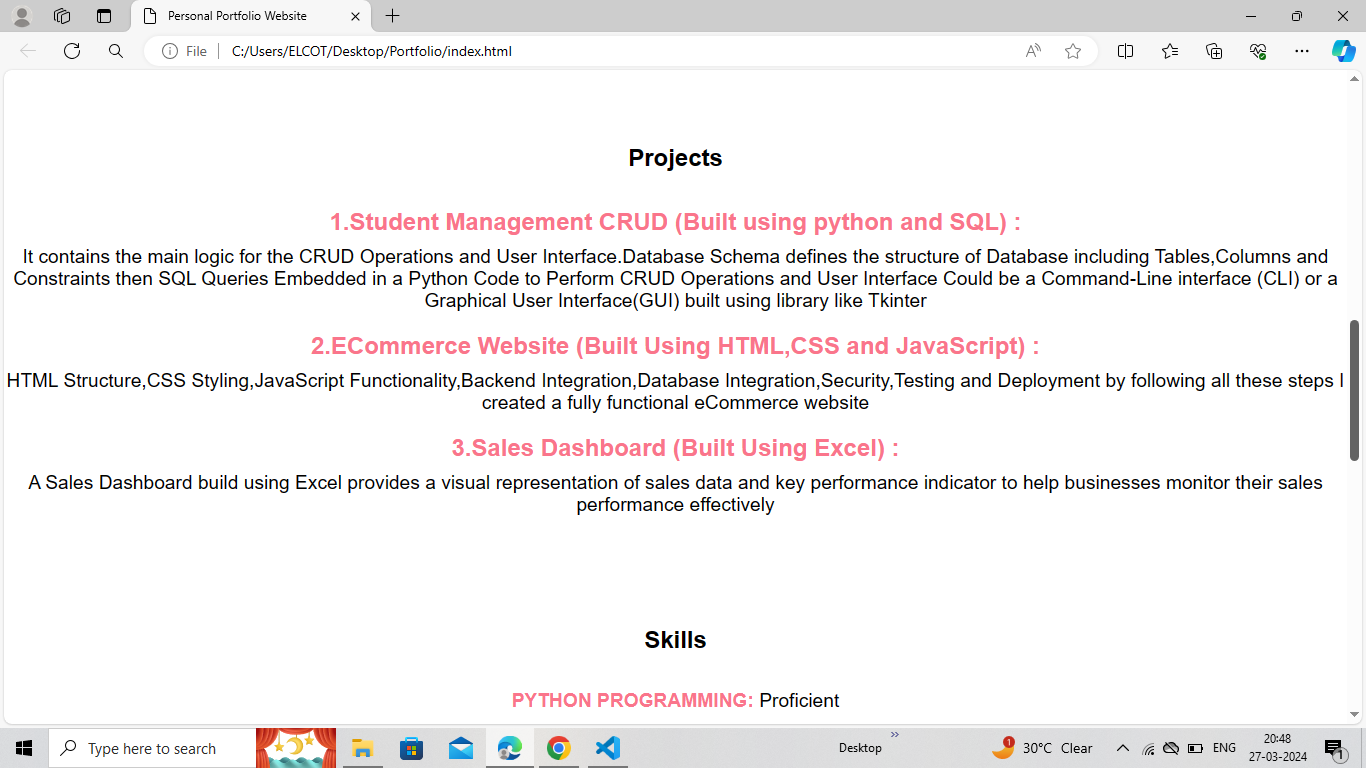 Personal Portfolio Website
File
C:/Users/ELCOT/Desktop/Portfolio/index.html
Projects
1.Student Management CRUD (Built using python and SQL) :
It contains the main logic for the CRUD Operations and User Interface.Database Schema defines the structure of Database including Tables,Columns and
Constraints then SQL Queries Embedded in a Python Code to Perform CRUD Operations and User Interface Could be a Command-Line interface (CLI) or a
Graphical User Interface(GUI) built using library like Tkinter
2.ECommerce Website (Built Using HTML,CSS and JavaScript) :
HTML Structure,CSS Styling,JavaScript Functionality,Backend Integration,Database Integration,Security,Testing and Deployment by following all these steps I
created a fully functional eCommerce website
3.Sales Dashboard (Built Using Excel) :
A Sales Dashboard build using Excel provides a visual representation of sales data and key performance indicator to help businesses monitor their sales
performance effectively
Skills
PYTHON PROGRAMMING: Proficient
Type here to search
Desktop
1
30°C Clear
ENG
20:48
27-03-2024
1